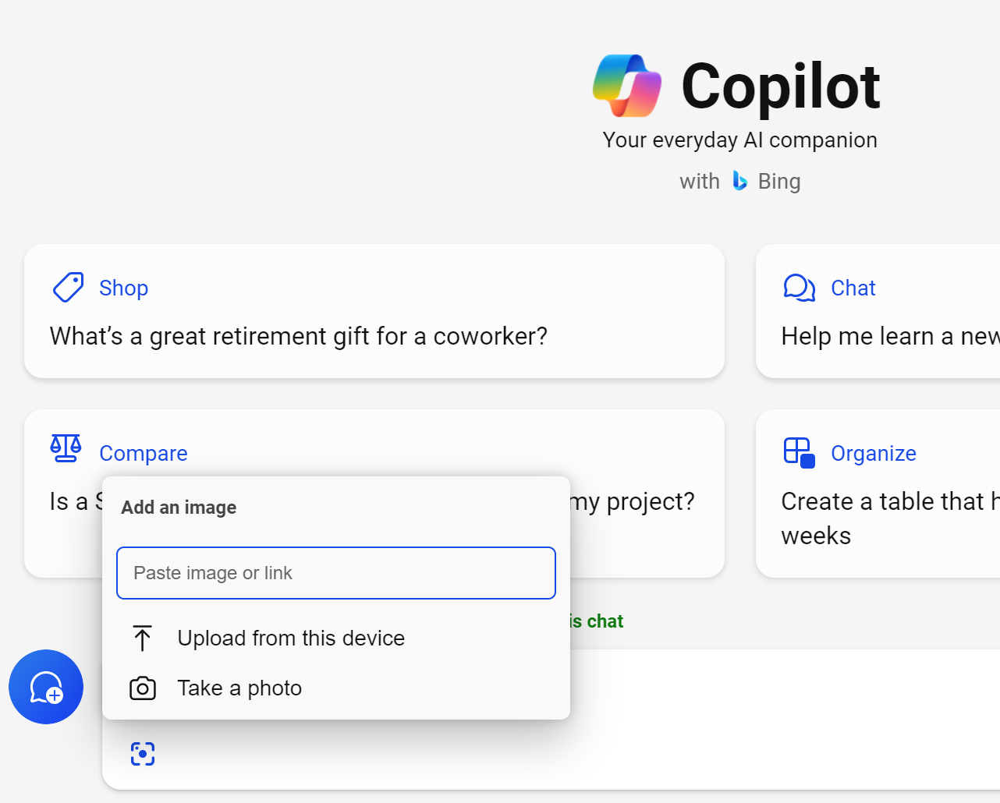 Copilot
Your everyday AI companion
with Bing
Shop
What's a great retirement gift for a coworker?
Chat
Help me learn a new
Compare
Is a
my project?
Organize
Create a table that
weeks
Add an image
Paste image or link
Upload from this device
Take a photo
is chat